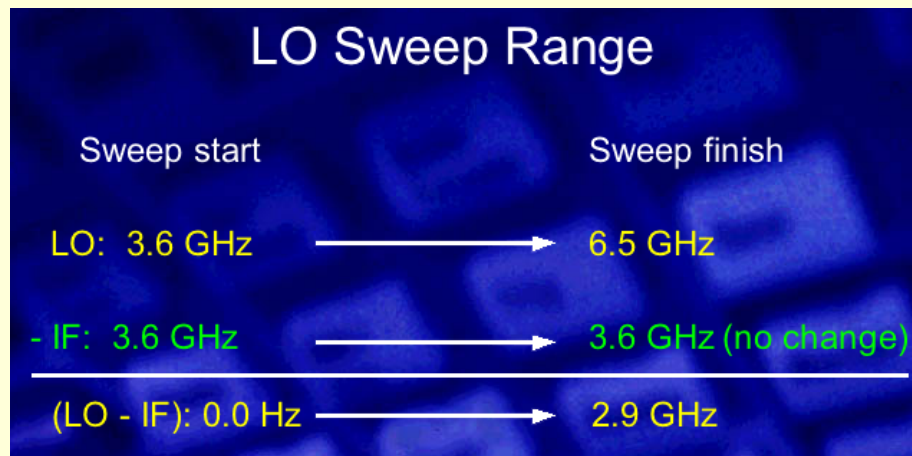 LO Sweep Range
Sweep start Sweep finish
LO: 3.6 GHz 6.5 GHz
- IF: 3.6 GHz 3.6 GHz (no change)
(LO - IF): 0.0 Hz 2.9 GHz